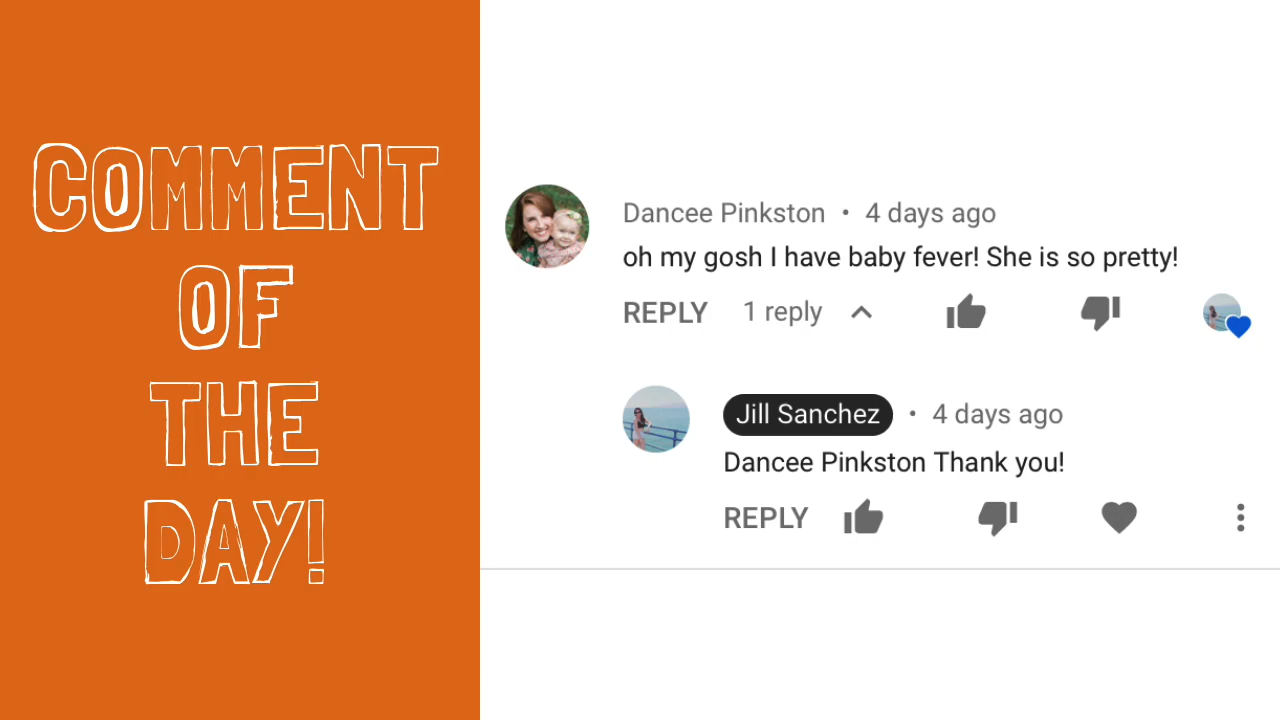 COMMENT
OF
THE
DAY!
Dancee Pinkston • 4 days ago
oh my gosh I have baby fever! She is so pretty!
REPLY 1 reply
Jill Sanchez • 4 days ago
Dancee Pinkston Thank you!
REPLY